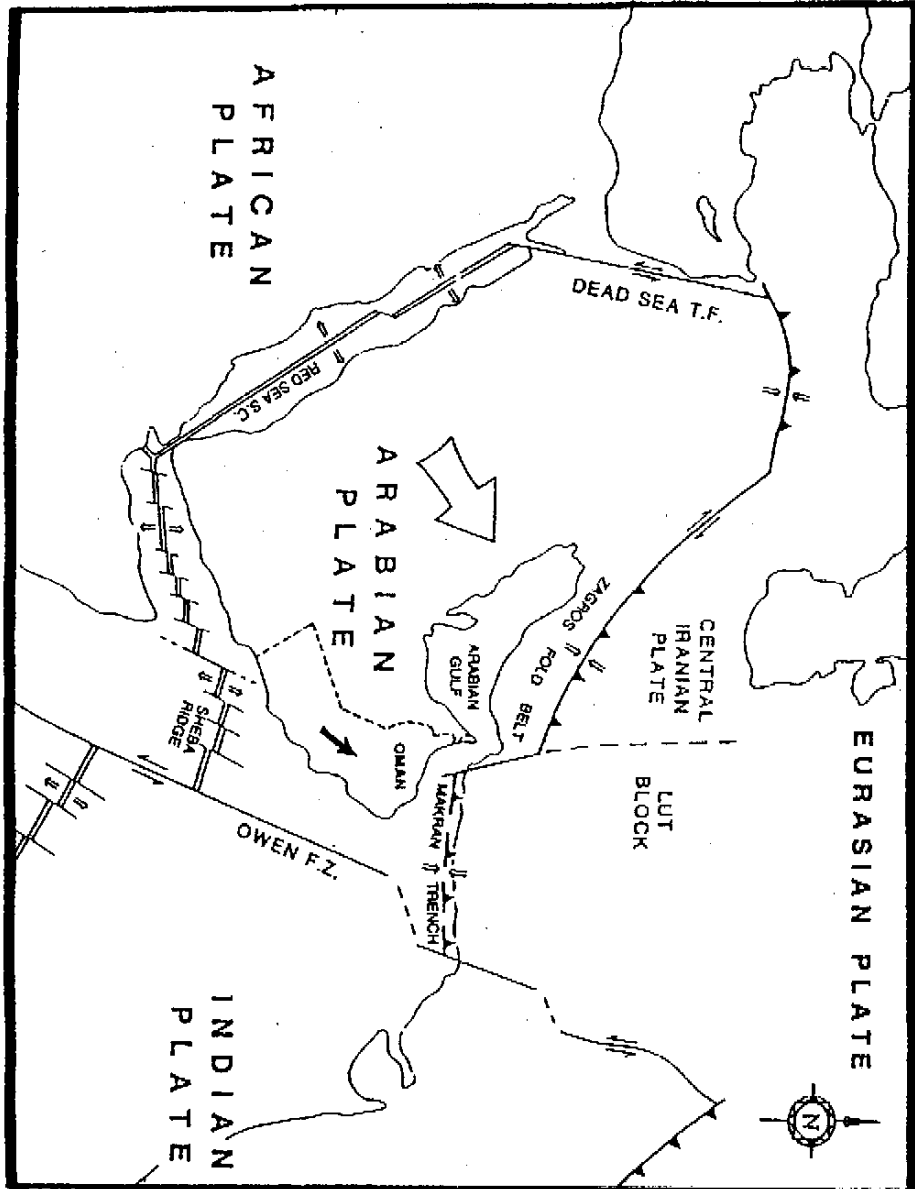 AFRICAN
PLATE
DEAD SEA T.F.
RED SEA S.C.
ARABIAN
PLATE
ZAGROS FOLD BELT
ARABIAN
GULF
CENTRAL
IRANIAN
PLATE
EURASIAN PLATE
LUT
BLOCK
OMAN
MAKRAN TRENCH
SHEBA
RIDGE
OWEN F.Z.
INDIAN
PLATE
N